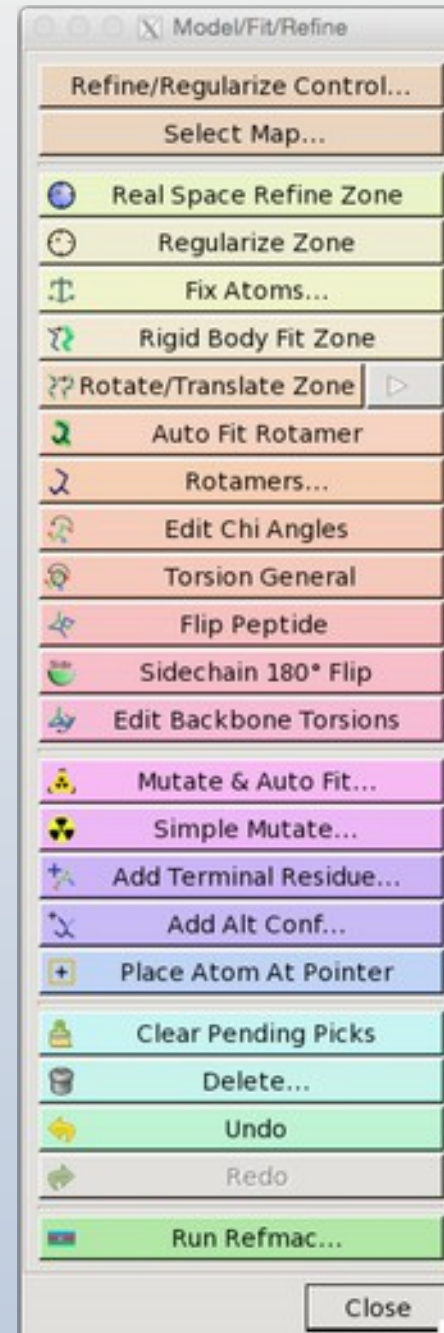 Model/Fit/Refine
Refine/Regularize Control...
Select Map...
Real Space Refine Zone
Regularize Zone
Fix Atoms...
Rigid Body Fit Zone
Rotate/Translate Zone
Auto Fit Rotamer
Rotamers...
Edit Chi Angles
Torsion General
Flip Peptide
Sidechain 180° Flip
Edit Backbone Torsions
Mutate & Auto Fit...
Simple Mutate...
Add Terminal Residue...
Add Alt Conf...
Place Atom At Pointer
Clear Pending Picks
Delete...
Undo
Redo
Run Refmac...
Close